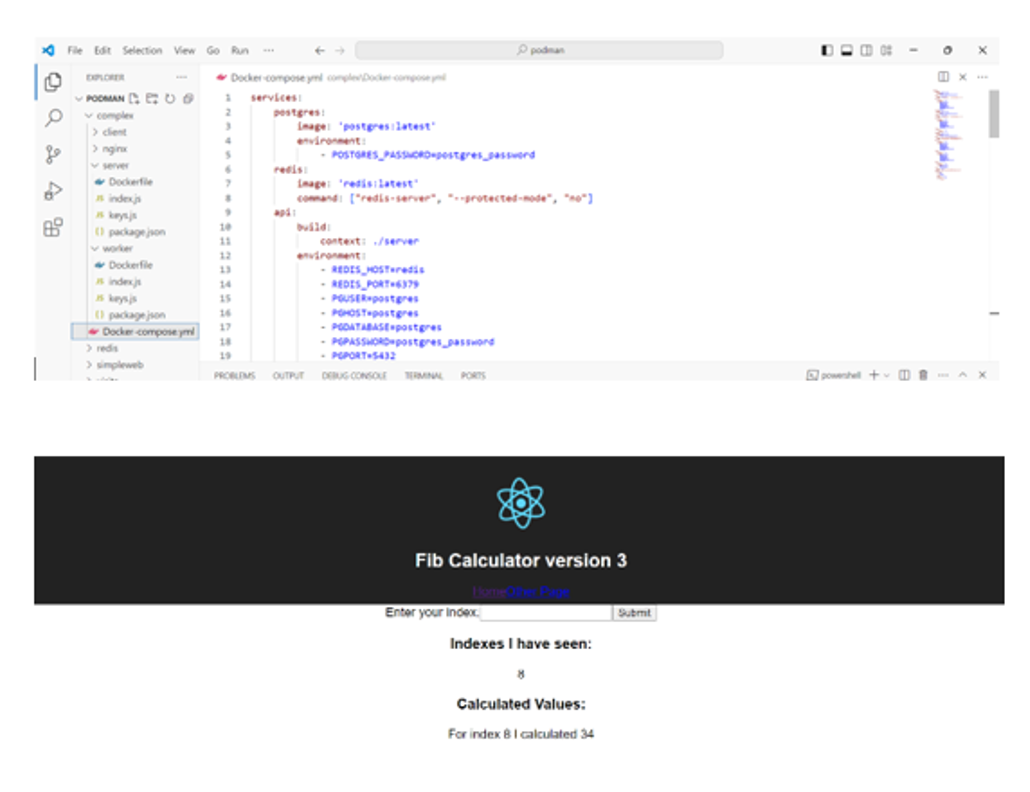 File Edit Selection View Go Run ··· podman
EXPLORER ···
Docker-compose.yml complex\Docker-compose.yml
PODMAN
complex
client
nginx
server
Dockerfile
JS index.js
JS keys.js
{} package.json
worker
Dockerfile
JS index.js
JS keys.js
{} package.json
Docker-compose.yml
redis
simpleweb
1 services:
2 postgres:
3 image: 'postgres:latest'
4 environment:
5 - POSTGRES_PASSWORD=postgres_password
6 redis:
7 image: 'redis:latest'
8 command: ["redis-server", "--protected-mode", "no"]
9 api:
10 build:
11 context: ./server
12 environment:
13 - REDIS_HOST=redis
14 - REDIS_PORT=6379
15 - PGUSER=postgres
16 - PGHOST=postgres
17 - PGDATABASE=postgres
18 - PGPASSWORD=postgres_password
19 - PGPORT=5432
PROBLEMS OUTPUT DEBUG CONSOLE TERMINAL PORTS powershell
Fib Calculator version 3
HomeOther Page
Enter your index: Submit
Indexes I have seen:
8
Calculated Values:
For index 8 I calculated 34